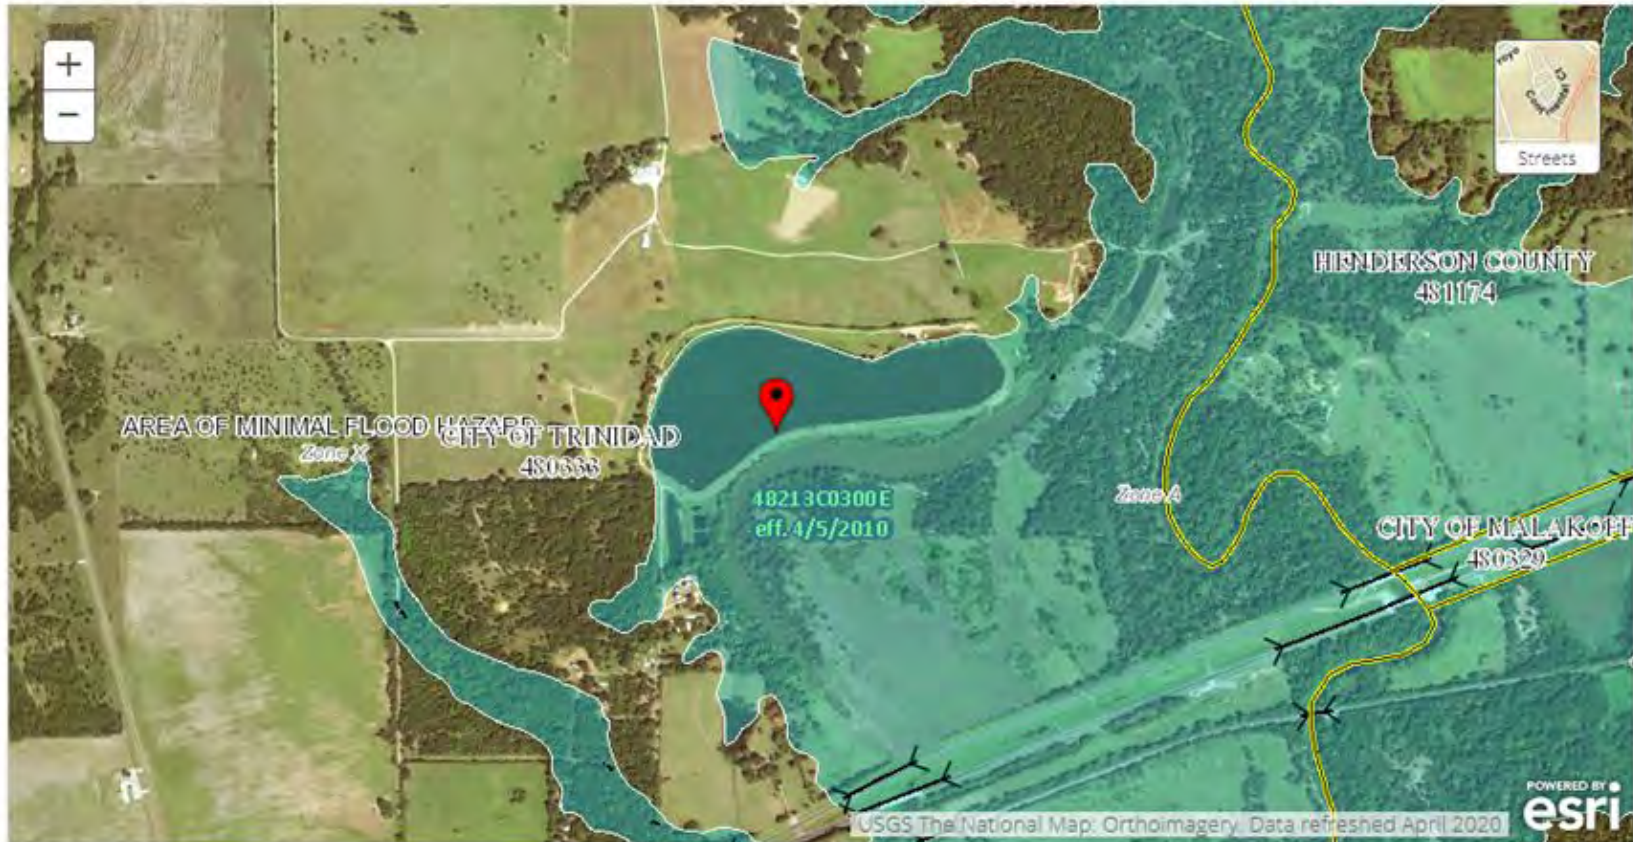 +
−
Streets
HENDERSON COUNTY
481174
AREA OF MINIMAL FLOOD HAZARD
Zone X
CITY OF TRINIDAD
480336
48213C0300E
eff. 4/5/2010
Zone A
CITY OF MALAKOFF
480329
POWERED BY
esri
USGS The National Map: Orthoimagery. Data refreshed April 2020